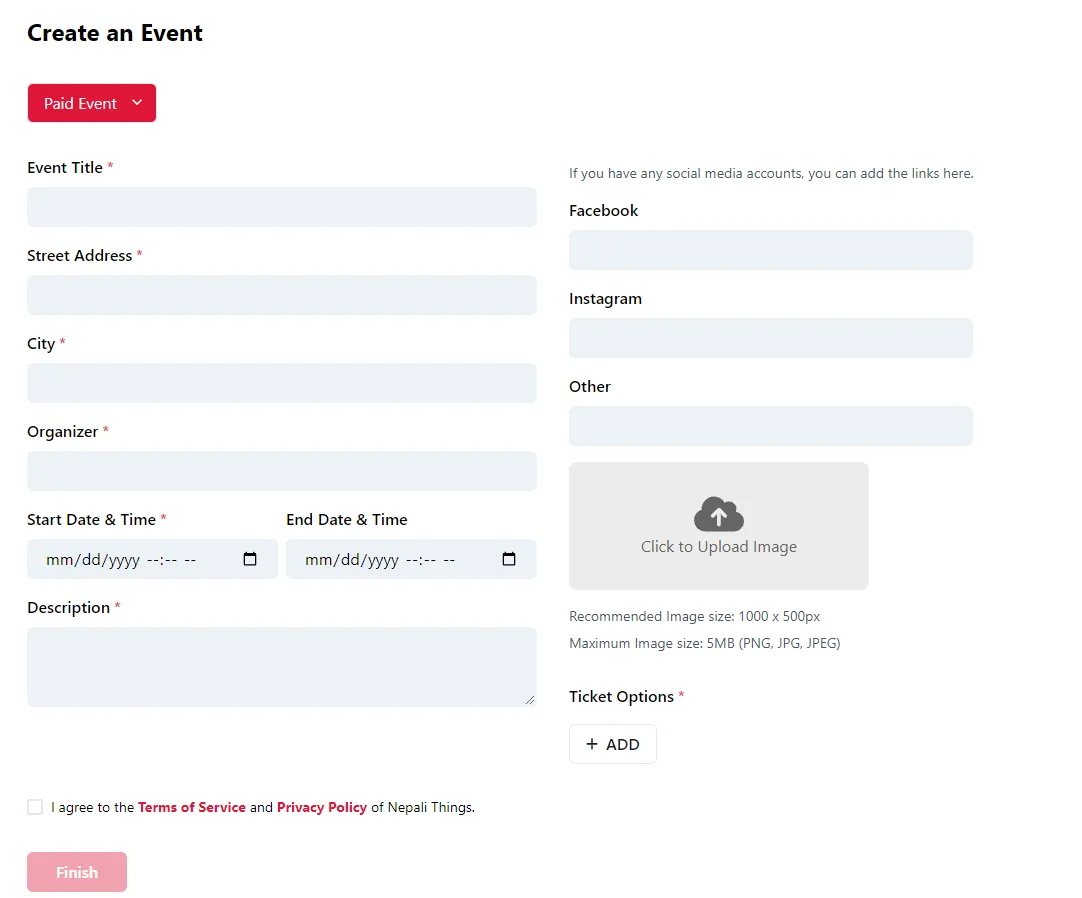 Create an Event
Paid Event
Event Title *
Street Address *
City *
Organizer *
Start Date & Time * End Date & Time
mm/dd/yyyy --:-- -- mm/dd/yyyy --:-- --
Description *
If you have any social media accounts, you can add the links here.
Facebook
Instagram
Other
Click to Upload Image
Recommended Image size: 1000 x 500px
Maximum Image size: 5MB (PNG, JPG, JPEG)
Ticket Options *
+ ADD
I agree to the Terms of Service and Privacy Policy of Nepali Things.
Finish